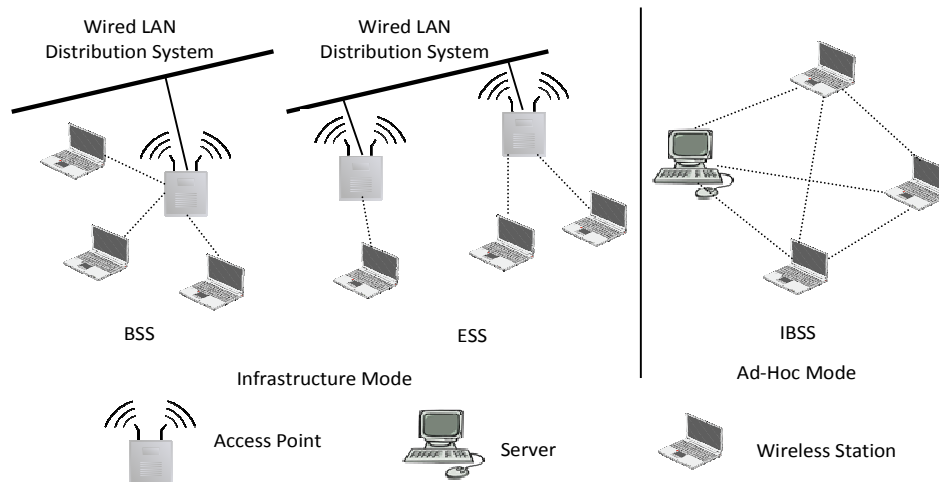 Wired LAN
Distribution System
Wired LAN
Distribution System
BSS
ESS
IBSS
Infrastructure Mode
Ad-Hoc Mode
Access Point
Server
Wireless Station